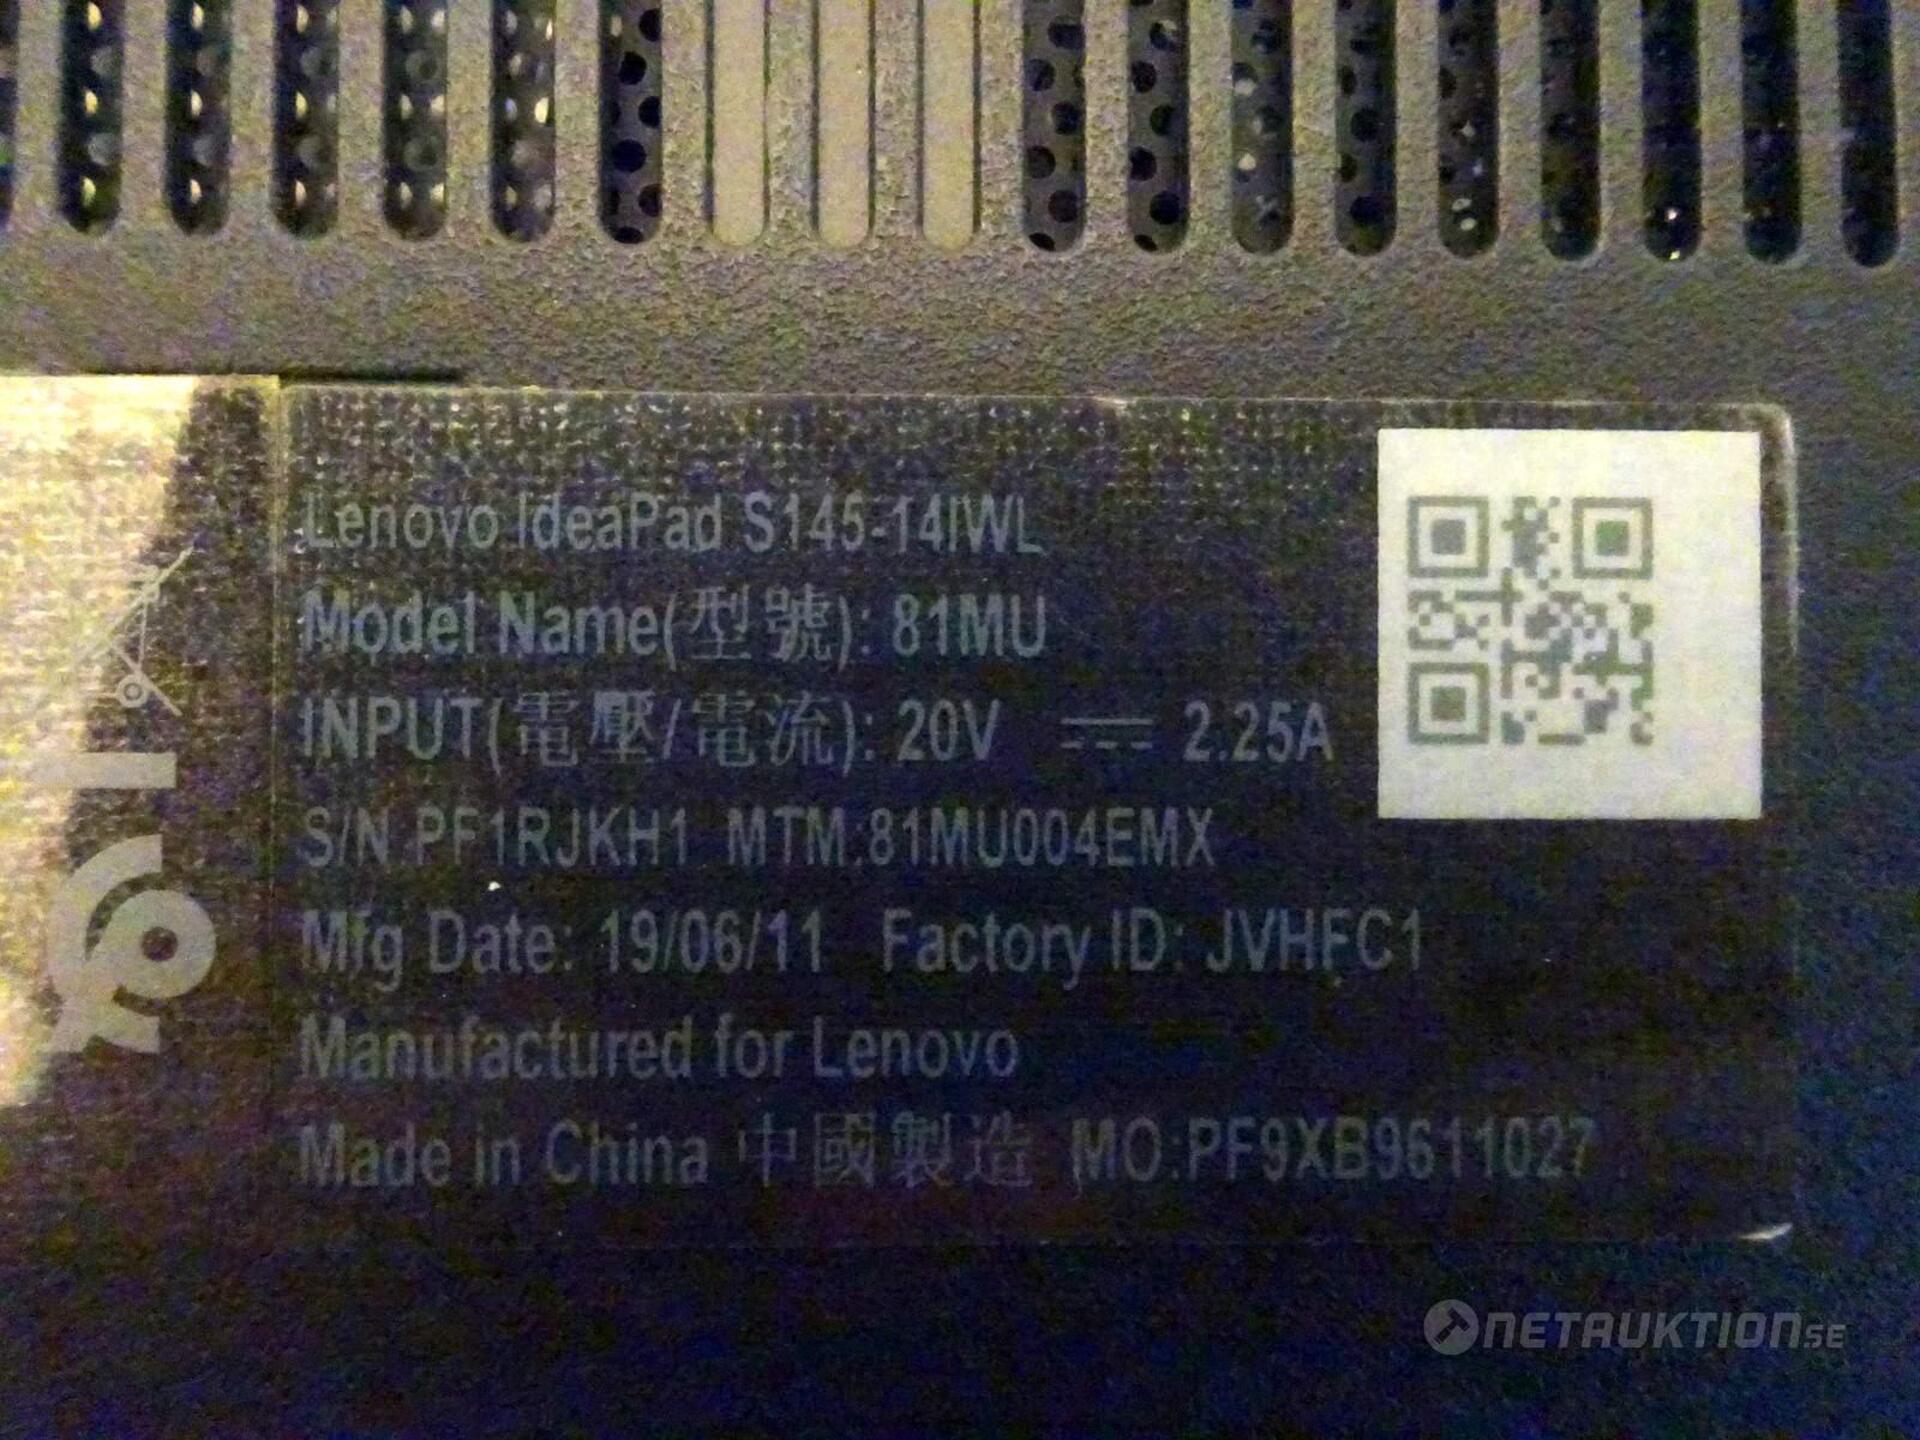 Lenovo IdeaPad S145-14IWL
Model Name(型號): 81MU
INPUT(電壓/電流): 20V ⎓ 2.25A
S/N:PF1RJKH1 MTM:81MU004EMX
Mfg Date: 19/06/11 Factory ID: JVHFC1
Manufactured for Lenovo
Made in China 中國製造 MO:PF9XB9611027
NETAUKTION.SE